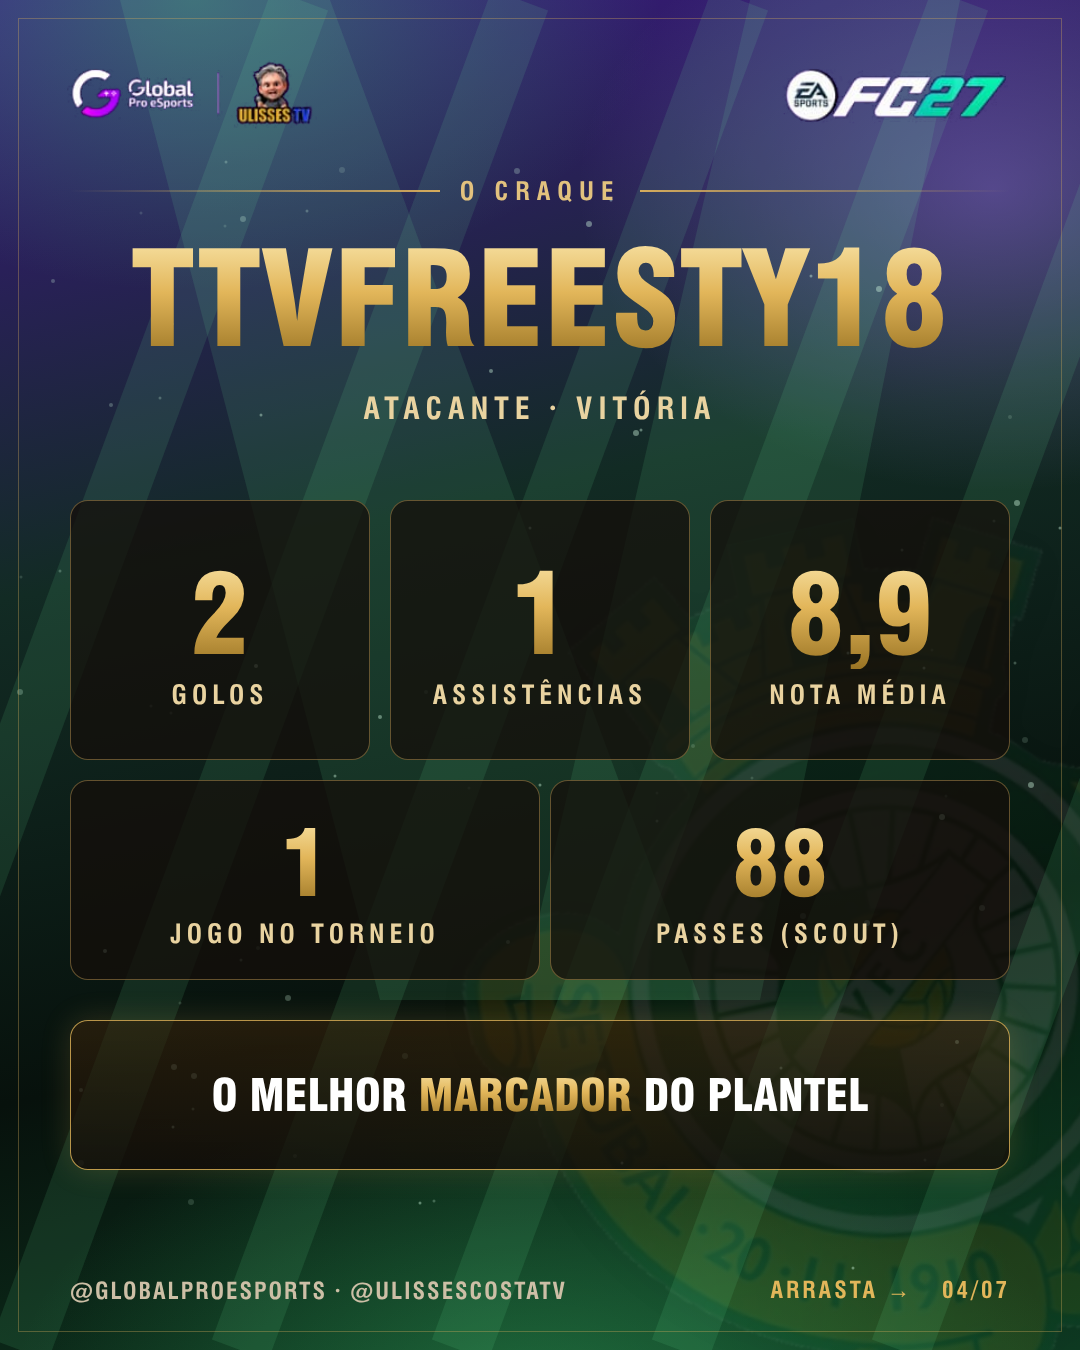 Global
Pro eSports
ULISSES TV
EA
SPORTS
FC27
O CRAQUE
TTVFREESTY18
ATACANTE · VITÓRIA
2
GOLOS
1
ASSISTÊNCIAS
8,9
NOTA MÉDIA
1
JOGO NO TORNEIO
88
PASSES (SCOUT)
O MELHOR MARCADOR DO PLANTEL
@GLOBALPROESPORTS · @ULISSESCOSTATV
ARRASTA → 04/07